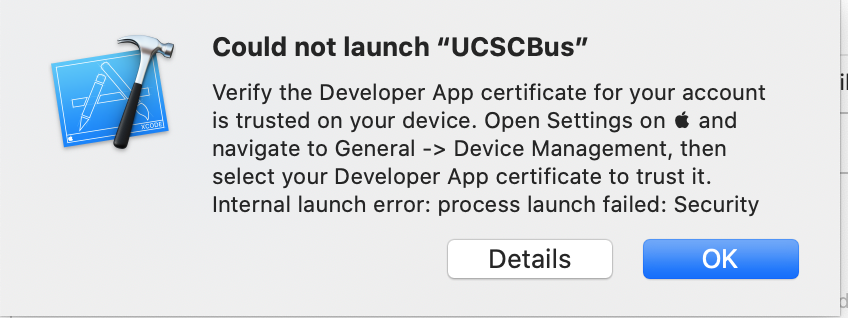 Could not launch “UCSCBus”
Verify the Developer App certificate for your account
is trusted on your device. Open Settings on  and
navigate to General -> Device Management, then
select your Developer App certificate to trust it.
Internal launch error: process launch failed: Security
XCODE
Details
OK